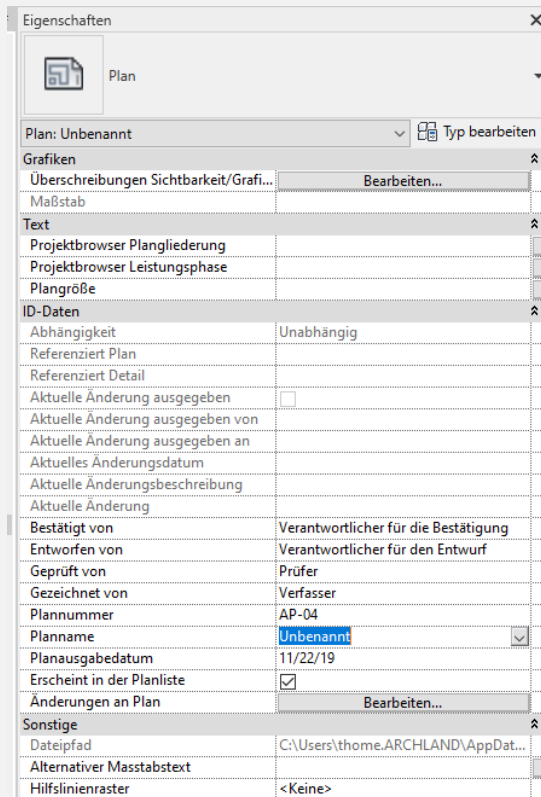 Eigenschaften
Plan
Plan: Unbenannt Typ bearbeiten
Grafiken
Überschreibungen Sichtbarkeit/Grafi... Bearbeiten...
Maßstab
Text
Projektbrowser Plangliederung
Projektbrowser Leistungsphase
Plangröße
ID-Daten
Abhängigkeit Unabhängig
Referenziert Plan
Referenziert Detail
Aktuelle Änderung ausgegeben
Aktuelle Änderung ausgegeben von
Aktuelle Änderung ausgegeben an
Aktuelles Änderungsdatum
Aktuelle Änderungsbeschreibung
Aktuelle Änderung
Bestätigt von Verantwortlicher für die Bestätigung
Entworfen von Verantwortlicher für den Entwurf
Geprüft von Prüfer
Gezeichnet von Verfasser
Plannummer AP-04
Planname Unbenannt
Planausgabedatum 11/22/19
Erscheint in der Planliste
Änderungen an Plan Bearbeiten...
Sonstige
Dateipfad C:\Users\thome.ARCHLAND\AppDat...
Alternativer Masstabstext
Hilfslinienraster <Keine>